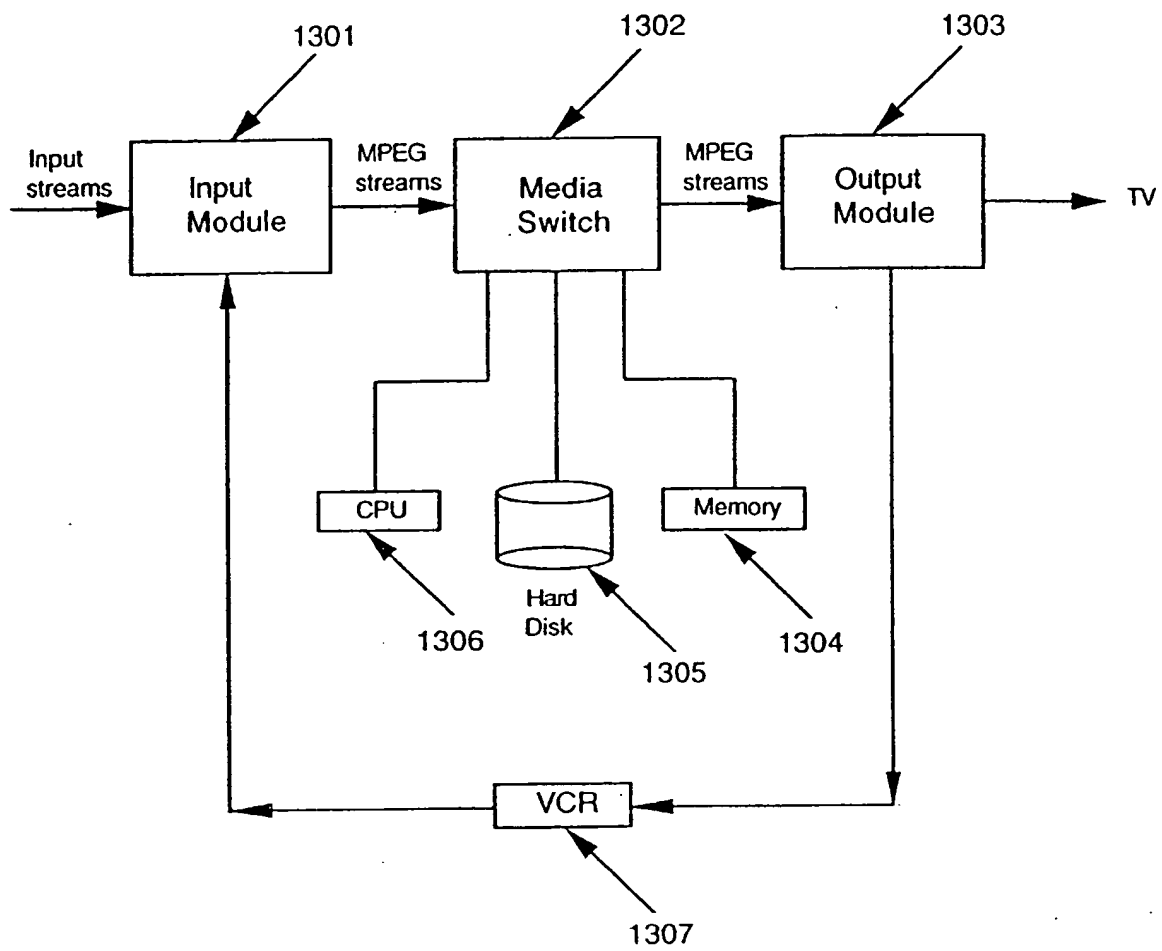 1301
1302
1303
Input
streams
Input
Module
MPEG
streams
Media
Switch
MPEG
streams
Output
Module
TV
CPU
Memory
Hard
Disk
1306
1305
1304
VCR
1307